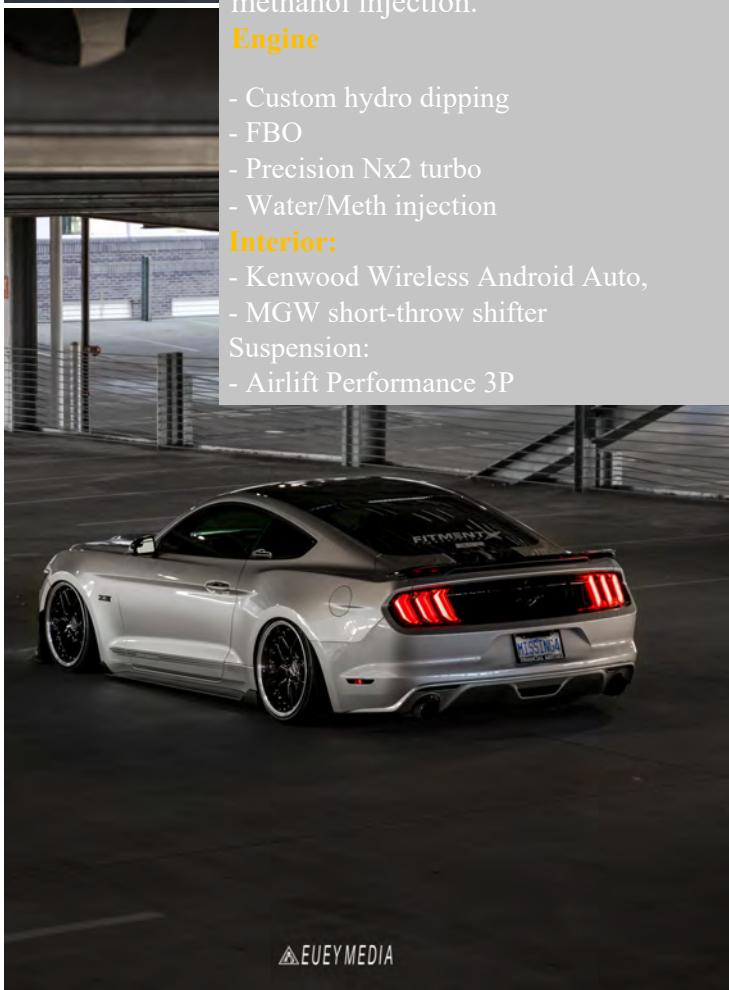 methanol injection.
Engine
- Custom hydro dipping
- FBO
- Precision Nx2 turbo
- Water/Meth injection
Interior:
- Kenwood Wireless Android Auto,
- MGW short-throw shifter
Suspension:
- Airlift Performance 3P
FITMENTX
MISSING4
EUEYMEDIA